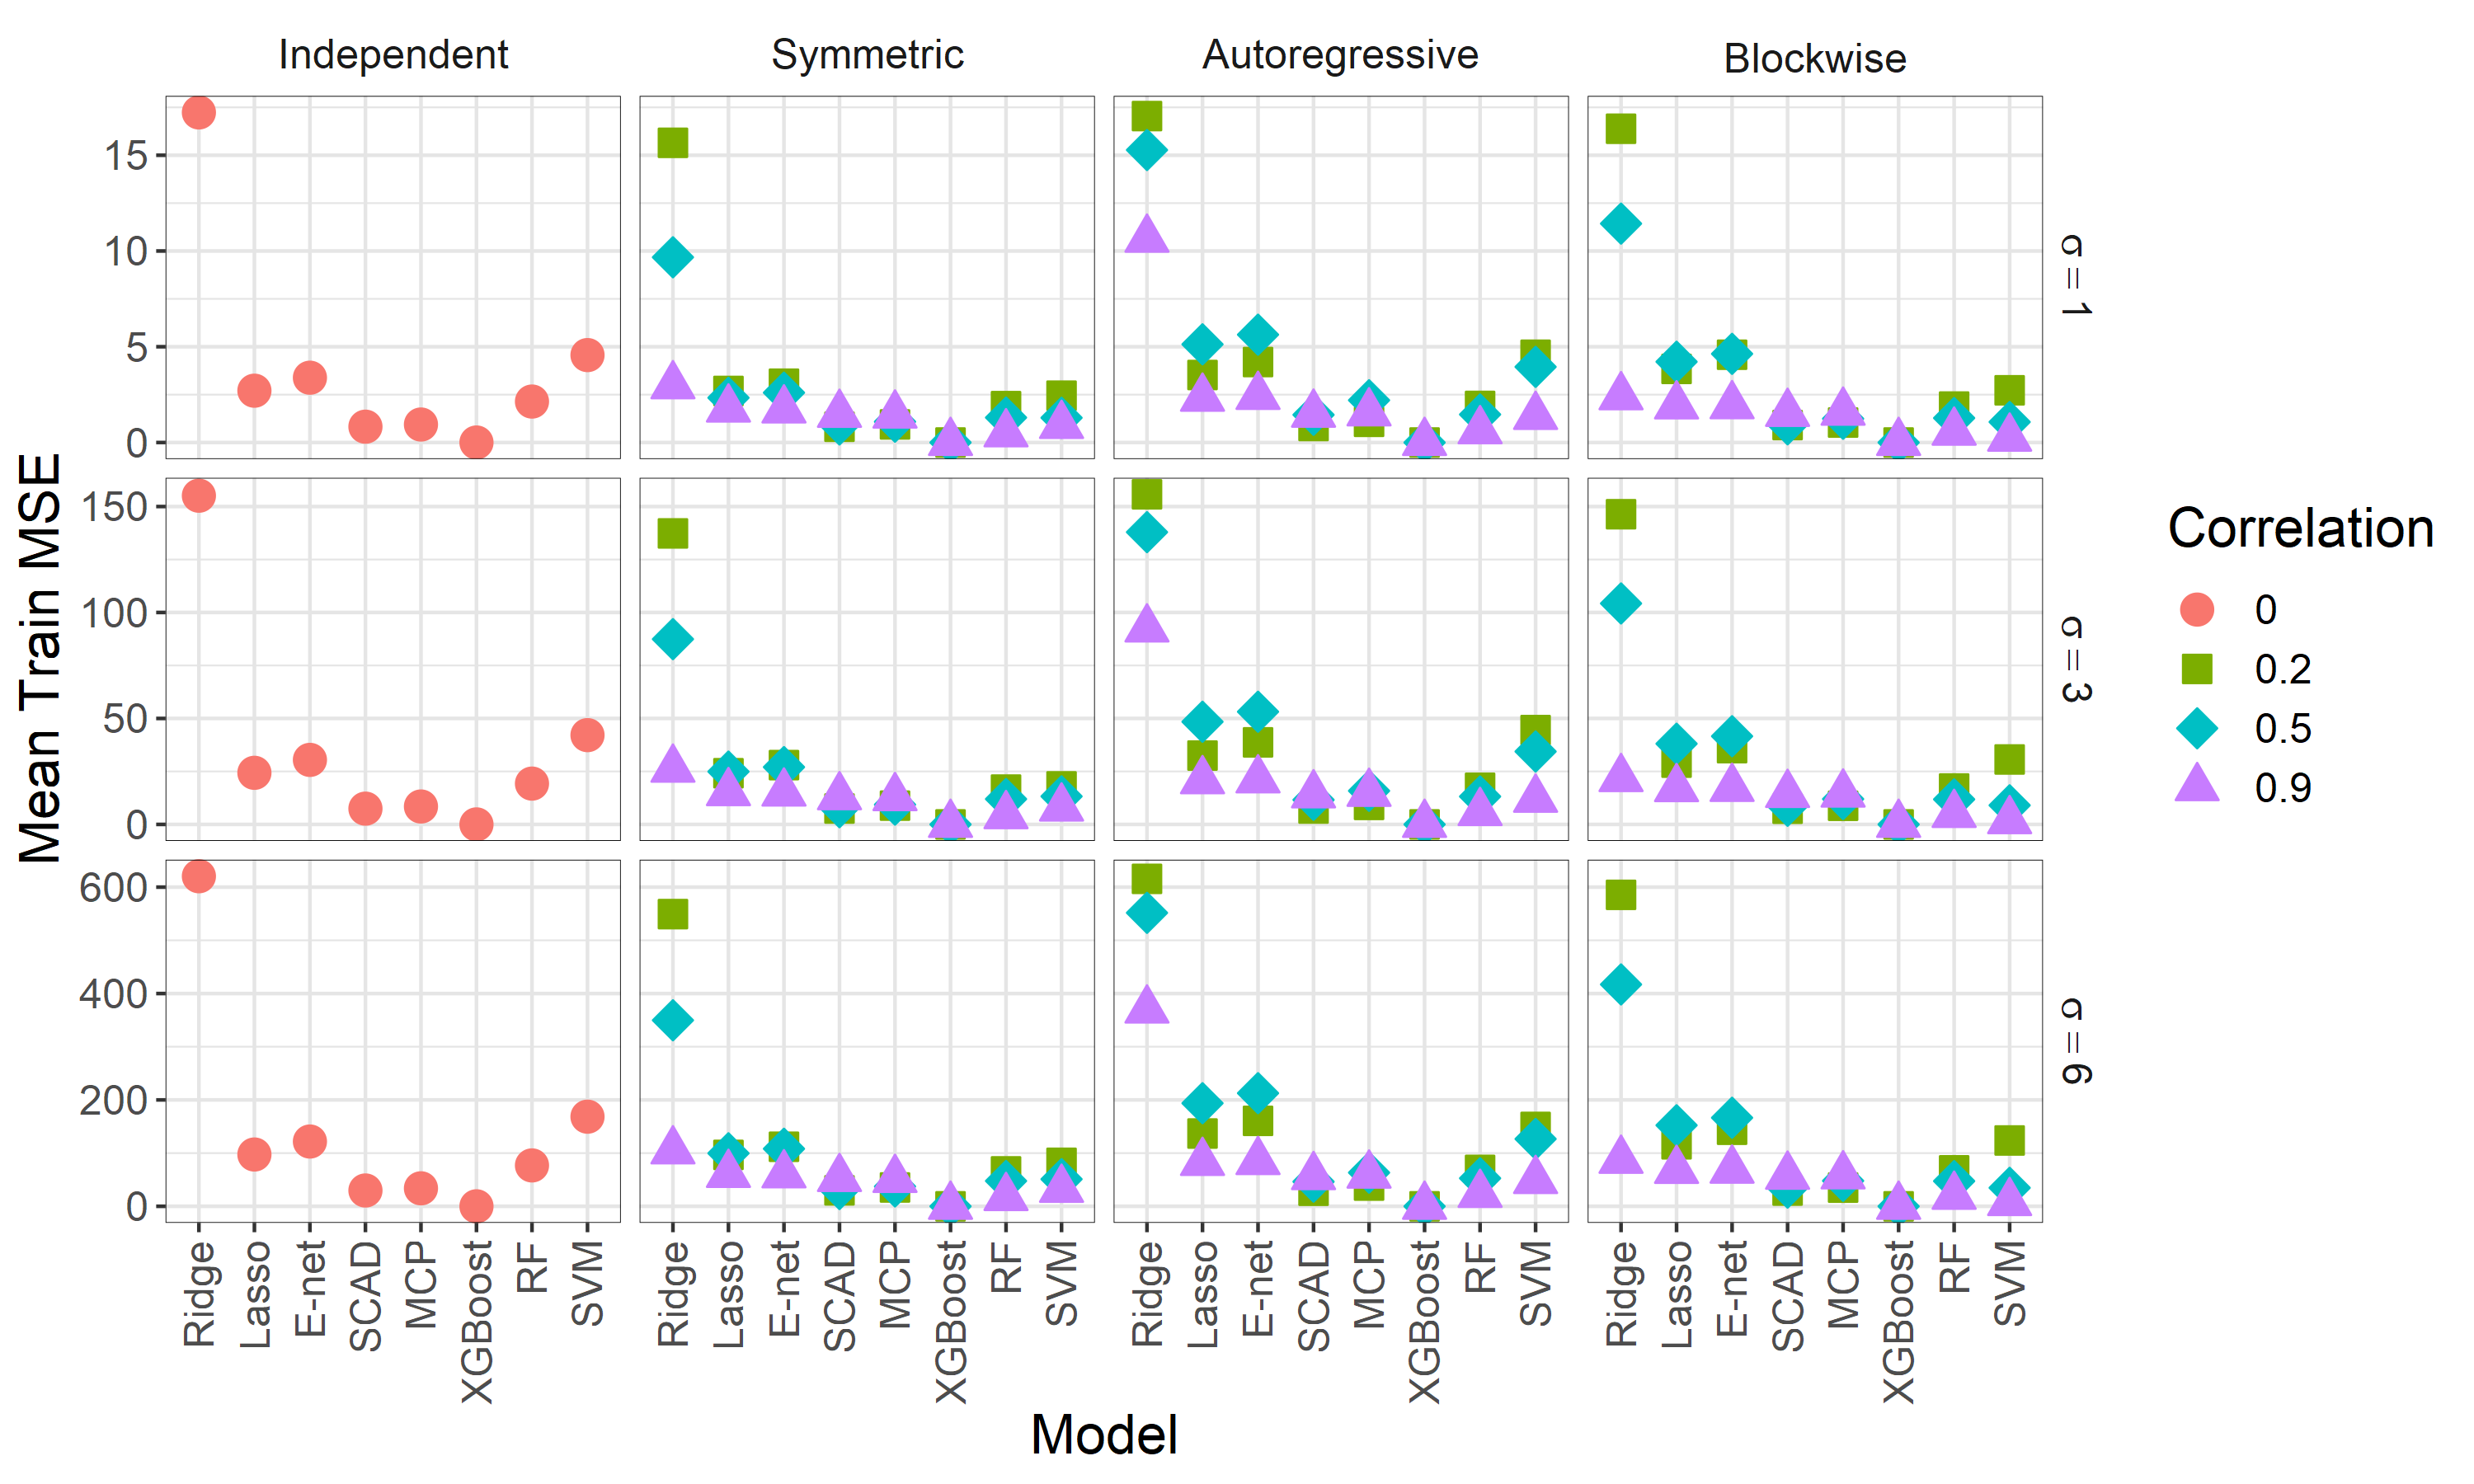 Independent
Symmetric
Autoregressive
Blockwise
Mean Train MSE
15
10
5
0
σ = 1
150
100
50
0
σ = 3
600
400
200
0
σ = 6
Ridge
Lasso
E-net
SCAD
MCP
XGBoost
RF
SVM
Ridge
Lasso
E-net
SCAD
MCP
XGBoost
RF
SVM
Ridge
Lasso
E-net
SCAD
MCP
XGBoost
RF
SVM
Ridge
Lasso
E-net
SCAD
MCP
XGBoost
RF
SVM
Model
Correlation
0
0.2
0.5
0.9